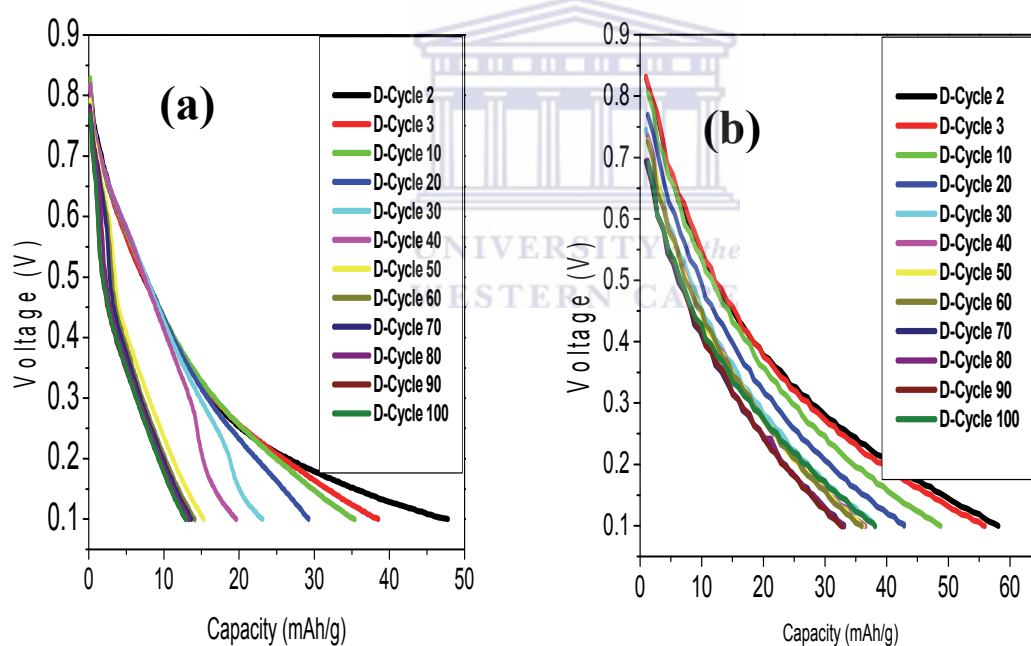 (a)
Voltage (V)
0.9
0.8
0.7
0.6
0.5
0.4
0.3
0.2
0.1
0 10 20 30 40 50
Capacity (mAh/g)
D-Cycle 2
D-Cycle 3
D-Cycle 10
D-Cycle 20
D-Cycle 30
D-Cycle 40
D-Cycle 50
D-Cycle 60
D-Cycle 70
D-Cycle 80
D-Cycle 90
D-Cycle 100
UNIVERSITY of the
WESTERN CAPE
(b)
Voltage (V)
0.9
0.8
0.7
0.6
0.5
0.4
0.3
0.2
0.1
0 10 20 30 40 50 60
Capacity (mAh/g)
D-Cycle 2
D-Cycle 3
D-Cycle 10
D-Cycle 20
D-Cycle 30
D-Cycle 40
D-Cycle 50
D-Cycle 60
D-Cycle 70
D-Cycle 80
D-Cycle 90
D-Cycle 100